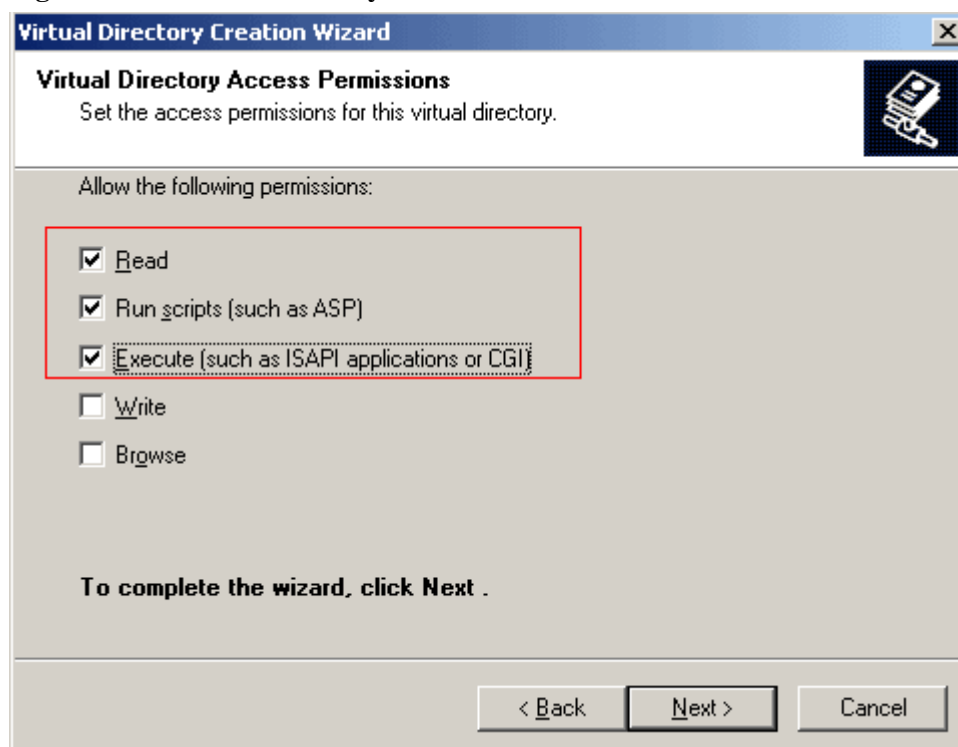 Virtual Directory Creation Wizard
Virtual Directory Access Permissions
Set the access permissions for this virtual directory.
Allow the following permissions:
Read
Run scripts (such as ASP)
Execute (such as ISAPI applications or CGI)
Write
Browse
To complete the wizard, click Next .
< Back Next > Cancel